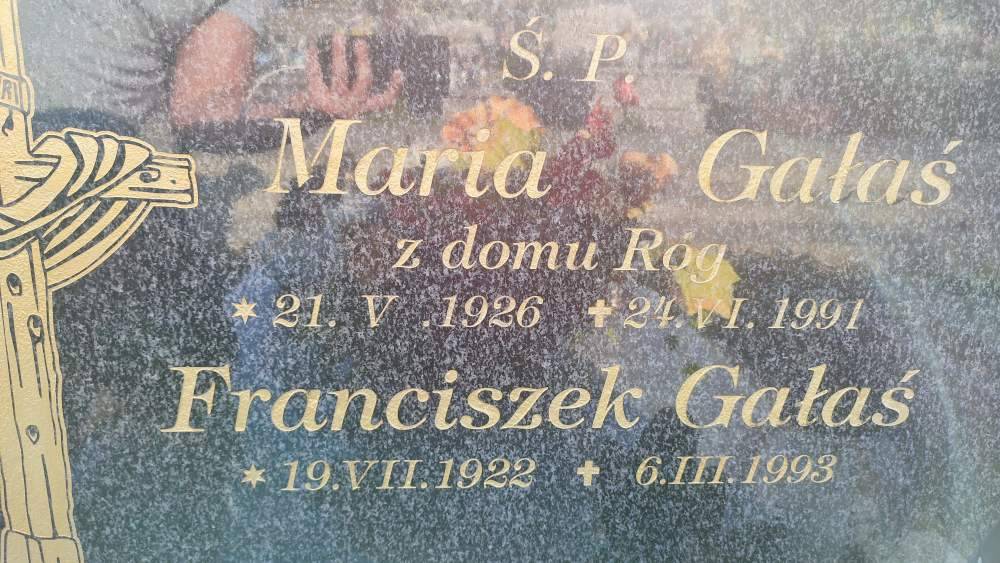 Ś. P.
Maria Gałaś
z domu Róg
* 21. V .1926 ✝ 24.VI.1991
Franciszek Gałaś
* 19.VII.1922 ✝ 6.III.1993